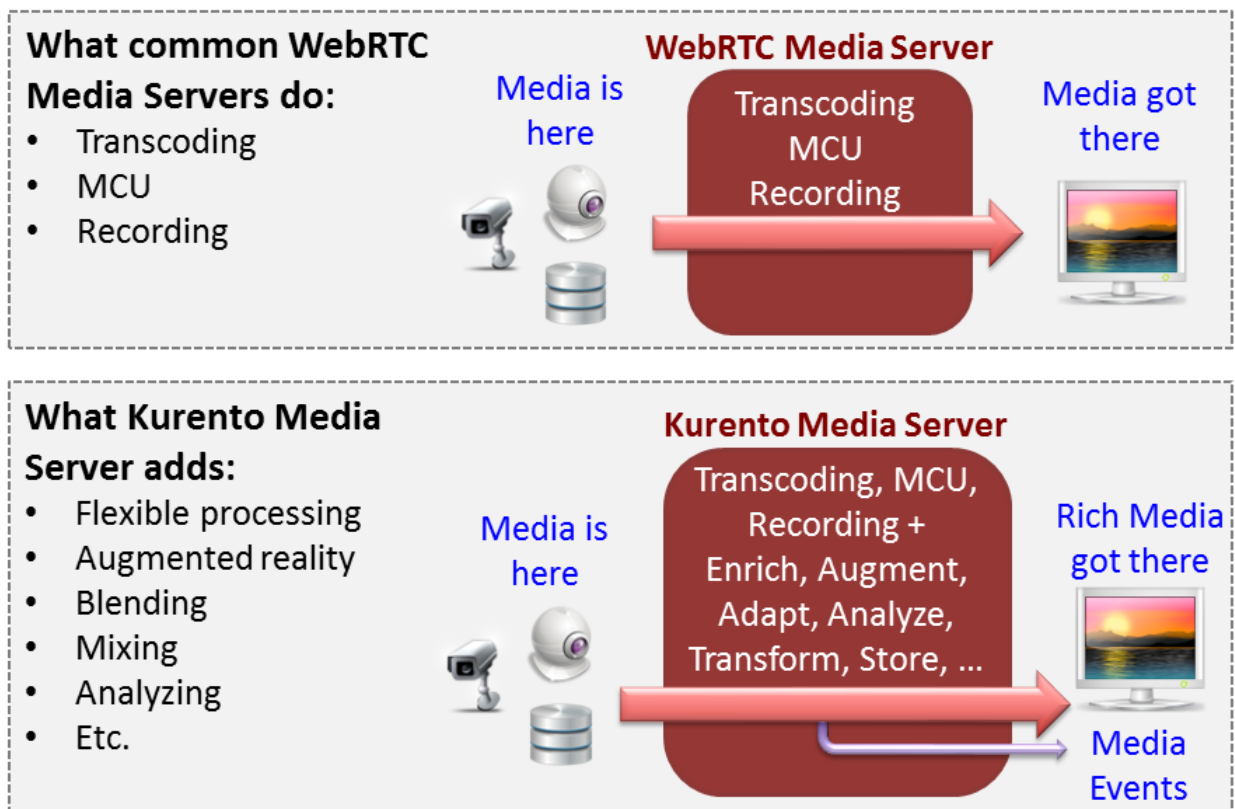 What common WebRTC
Media Servers do:
• Transcoding
• MCU
• Recording
Media is
here
WebRTC Media Server
Transcoding
MCU
Recording
Media got
there
What Kurento Media
Server adds:
• Flexible processing
• Augmented reality
• Blending
• Mixing
• Analyzing
• Etc.
Media is
here
Kurento Media Server
Transcoding, MCU,
Recording +
Enrich, Augment,
Adapt, Analyze,
Transform, Store, ...
Rich Media
got there
Media
Events